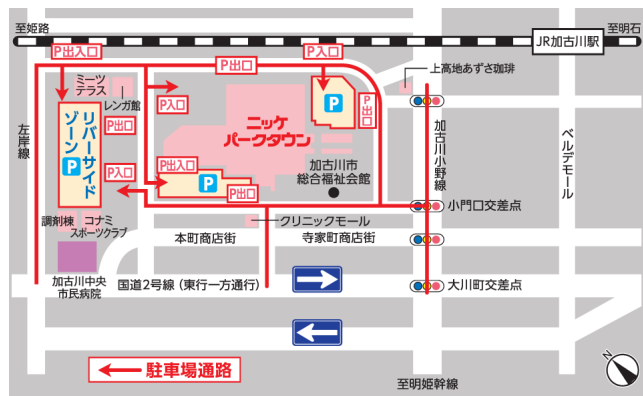 至姫路
至明石
JR加古川駅
P出入口
P出口
P入口
上高地あずさ珈琲
ミーツ
テラス
レンガ館
P入口
P出口
P
P出口
ニッケ
パークタウン
左岸線
リバーサイド
ゾーン
P
P入口
P出入口
P
P出口
加古川市
総合福祉会館
加古川小野線
ベルデモール
小門口交差点
調剤棟
コナミ
スポーツクラブ
クリニックモール
本町商店街
寺家町商店街
加古川中央
市民病院
国道2号線(東行一方通行)
大川町交差点
駐車場通路
至明姫幹線
N